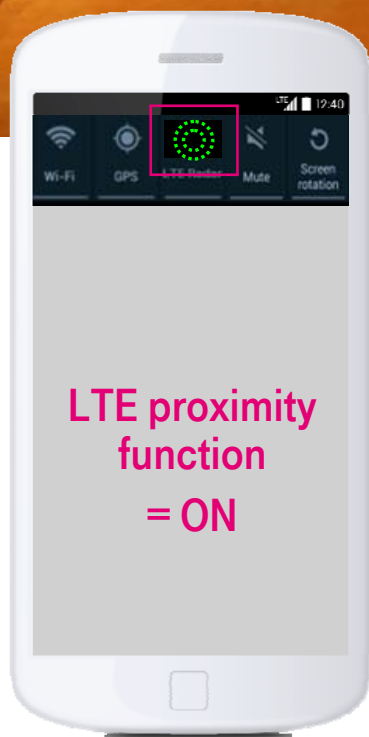 LTE 12:40
Wi-Fi GPS LTE Radar Mute Screen rotation
LTE proximity
function
= ON